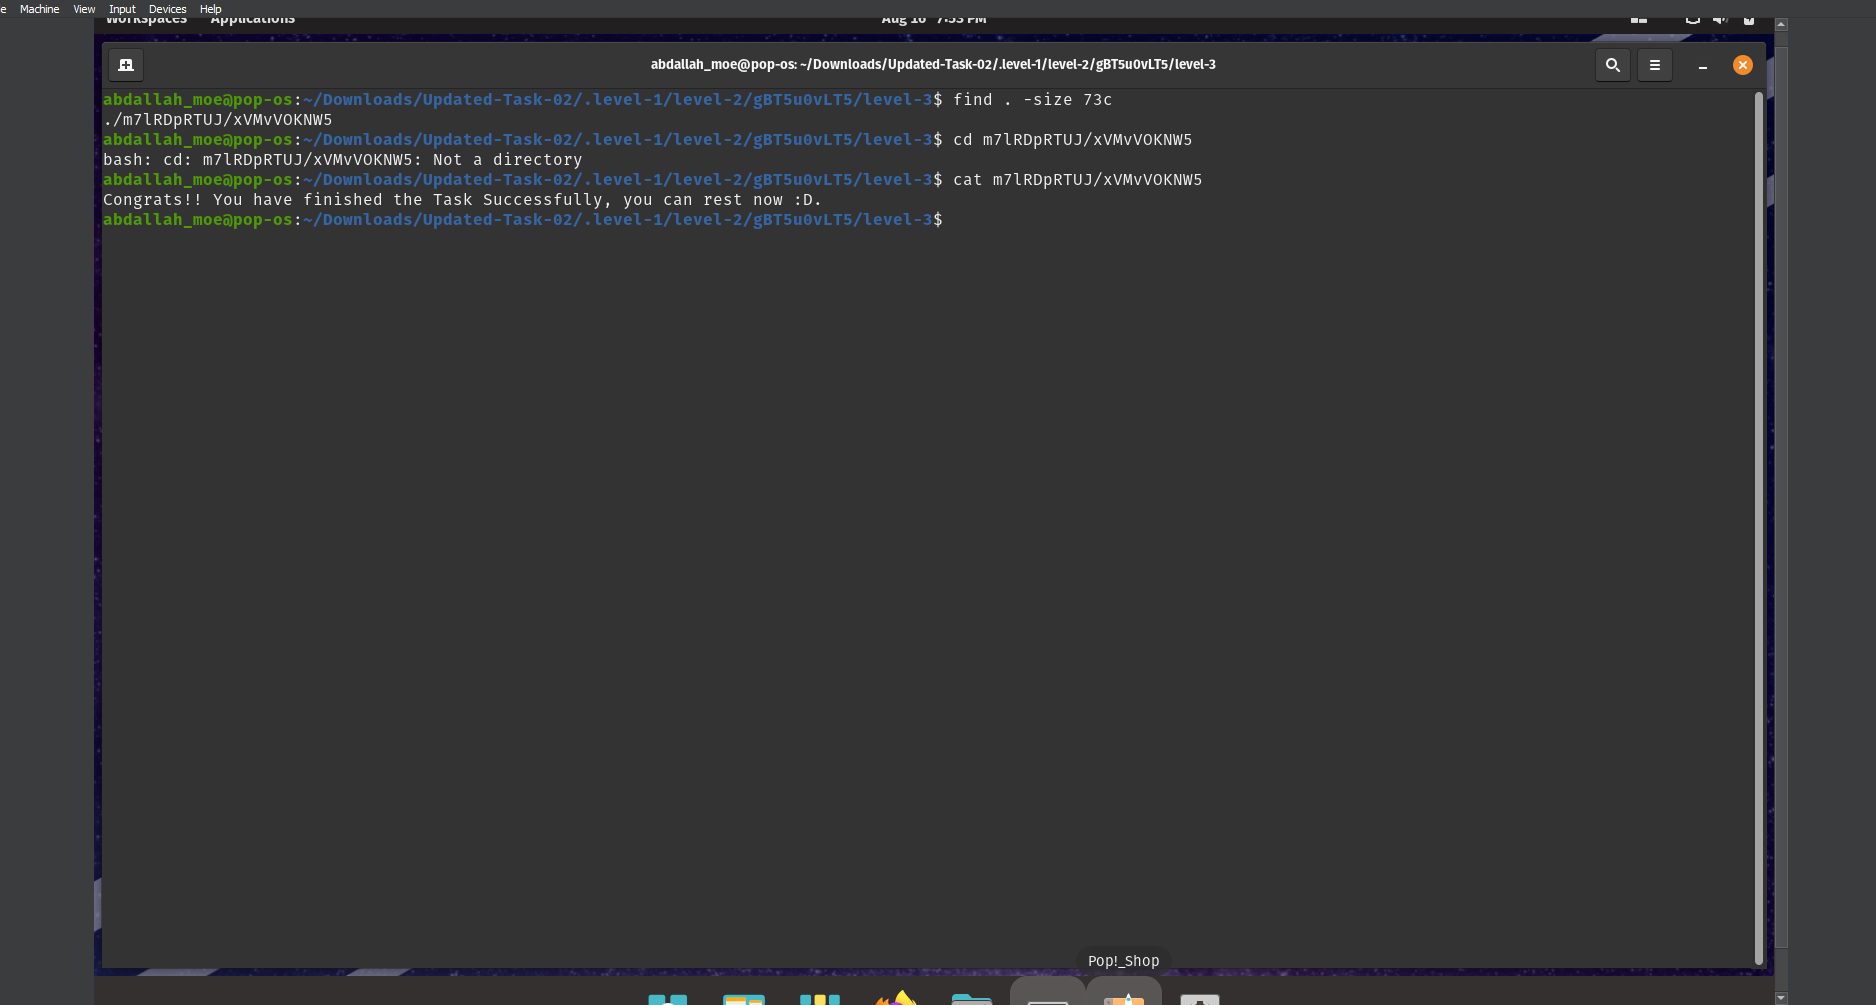 e Machine View Input Devices Help
Workspaces Applications Aug 16 7:53 PM
abdallah_moe@pop-os: ~/Downloads/Updated-Task-02/.level-1/level-2/gBT5u0vLT5/level-3
abdallah_moe@pop-os:~/Downloads/Updated-Task-02/.level-1/level-2/gBT5u0vLT5/level-3$ find . -size 73c
./m7lRDpRTUJ/xVMvVOKNW5
abdallah_moe@pop-os:~/Downloads/Updated-Task-02/.level-1/level-2/gBT5u0vLT5/level-3$ cd m7lRDpRTUJ/xVMvVOKNW5
bash: cd: m7lRDpRTUJ/xVMvVOKNW5: Not a directory
abdallah_moe@pop-os:~/Downloads/Updated-Task-02/.level-1/level-2/gBT5u0vLT5/level-3$ cat m7lRDpRTUJ/xVMvVOKNW5
Congrats!! You have finished the Task Successfully, you can rest now :D.
abdallah_moe@pop-os:~/Downloads/Updated-Task-02/.level-1/level-2/gBT5u0vLT5/level-3$
Pop!_Shop